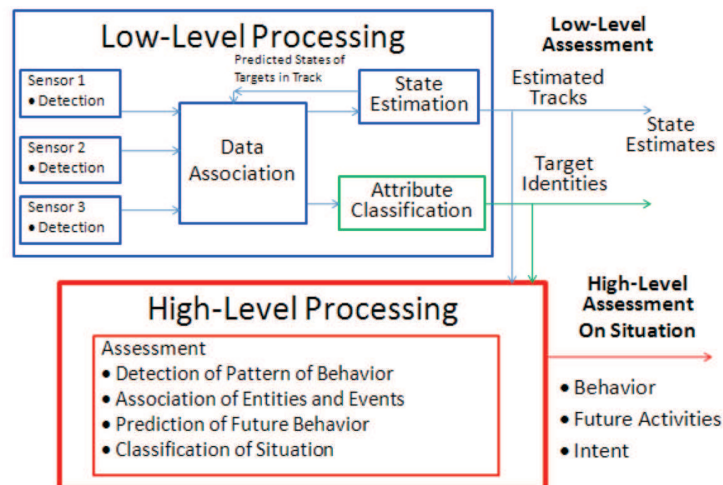 Low-Level Processing
Predicted States of
Targets in Track
Sensor 1
• Detection
Sensor 2
• Detection
Sensor 3
• Detection
Data
Association
State
Estimation
Attribute
Classification
Low-Level
Assessment
Estimated
Tracks
State
Estimates
Target
Identities
High-Level Processing
Assessment
• Detection of Pattern of Behavior
• Association of Entities and Events
• Prediction of Future Behavior
• Classification of Situation
High-Level
Assessment
On Situation
• Behavior
• Future Activities
• Intent